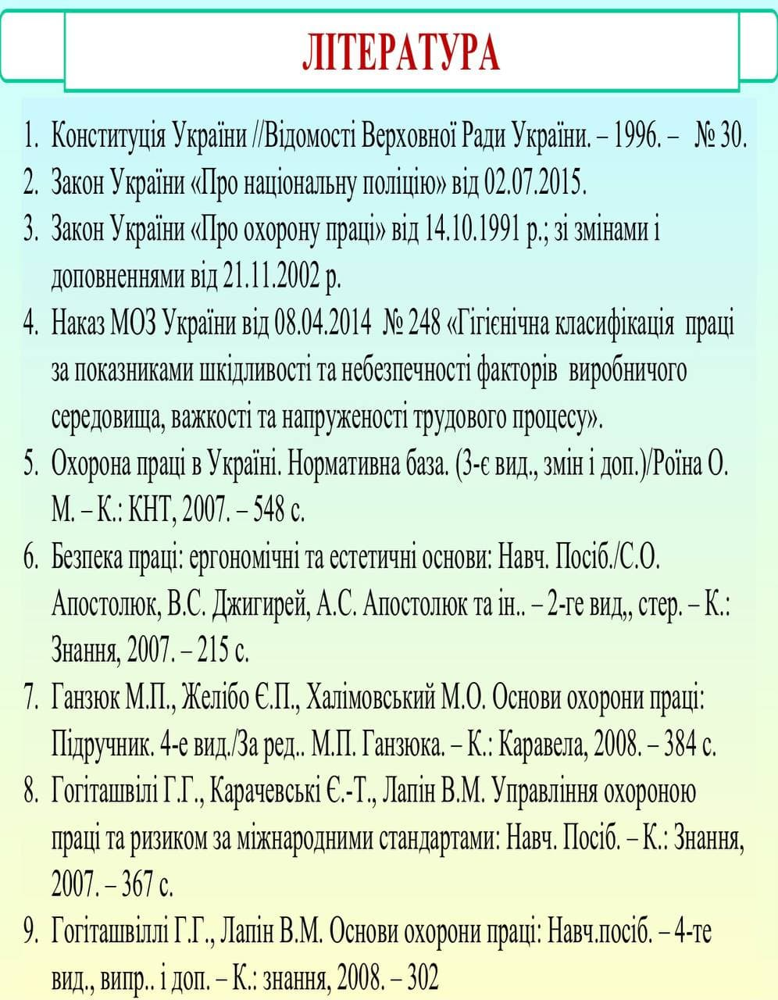 ЛІТЕРАТУРА
1. Конституція України //Відомості Верховної Ради України. – 1996. – № 30.
2. Закон України «Про національну поліцію» від 02.07.2015.
3. Закон України «Про охорону праці» від 14.10.1991 р.; зі змінами і
доповненнями від 21.11.2002 р.
4. Наказ МОЗ України від 08.04.2014 № 248 «Гігієнічна класифікація праці
за показниками шкідливості та небезпечності факторів виробничого
середовища, важкості та напруженості трудового процесу».
5. Охорона праці в Україні. Нормативна база. (3-є вид., змін і доп.)/Роїна О.
М. – К.: КНТ, 2007. – 548 с.
6. Безпека праці: ергономічні та естетичні основи: Навч. Посіб./С.О.
Апостолюк, В.С. Джигирей, А.С. Апостолюк та ін.. – 2-ге вид,, стер. – К.:
Знання, 2007. – 215 с.
7. Ганзюк М.П., Желібо Є.П., Халімовський М.О. Основи охорони праці:
Підручник. 4-е вид./За ред.. М.П. Ганзюка. – К.: Каравела, 2008. – 384 с.
8. Гогіташвілі Г.Г., Карачевські Є.-Т., Лапін В.М. Управління охороною
праці та ризиком за міжнародними стандартами: Навч. Посіб. – К.: Знання,
2007. – 367 с.
9. Гогіташвіллі Г.Г., Лапін В.М. Основи охорони праці: Навч.посіб. – 4-те
вид., випр.. і доп. – К.: знання, 2008. – 302